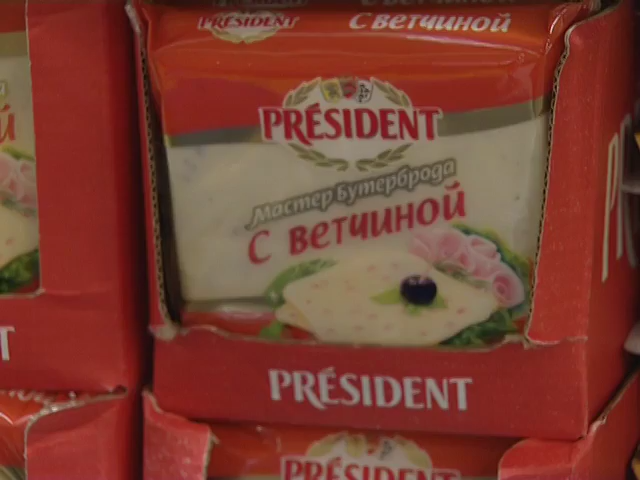 PRÉSIDENT
С ветчиной
PRÉSIDENT
Мастер Бутерброда
С ветчиной
PRÉSIDENT
PRÉSIDENT